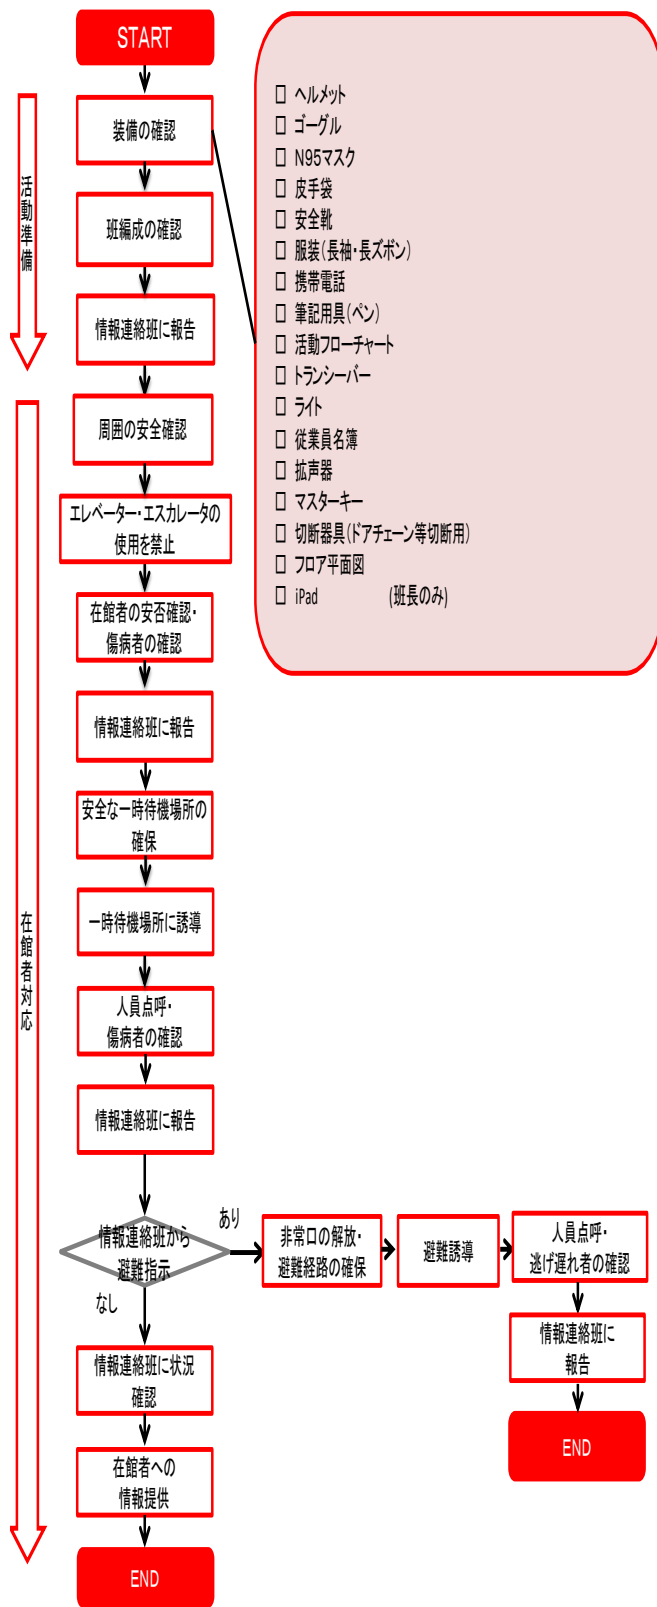 START
活動準備
装備の確認
班編成の確認
情報連絡班に報告
□ ヘルメット
□ ゴーグル
□ N95マスク
□ 皮手袋
□ 安全靴
□ 服装(長袖・長ズボン)
□ 携帯電話
□ 筆記用具(ペン)
□ 活動フローチャート
□ トランシーバー
□ ライト
□ 従業員名簿
□ 拡声器
□ マスターキー
□ 切断器具(ドアチェーン等切断用)
□ フロア平面図
□ iPad (班長のみ)
在館者対応
周囲の安全確認
エレベーター・エスカレータの
使用を禁止
在館者の安否確認・
傷病者の確認
情報連絡班に報告
安全な一時待機場所の
確保
一時待機場所に誘導
人員点呼・
傷病者の確認
情報連絡班に報告
情報連絡班から
避難指示
あり
非常口の解放・
避難経路の確保
避難誘導
人員点呼・
逃げ遅れ者の確認
情報連絡班に
報告
END
なし
情報連絡班に状況
確認
在館者への
情報提供
END